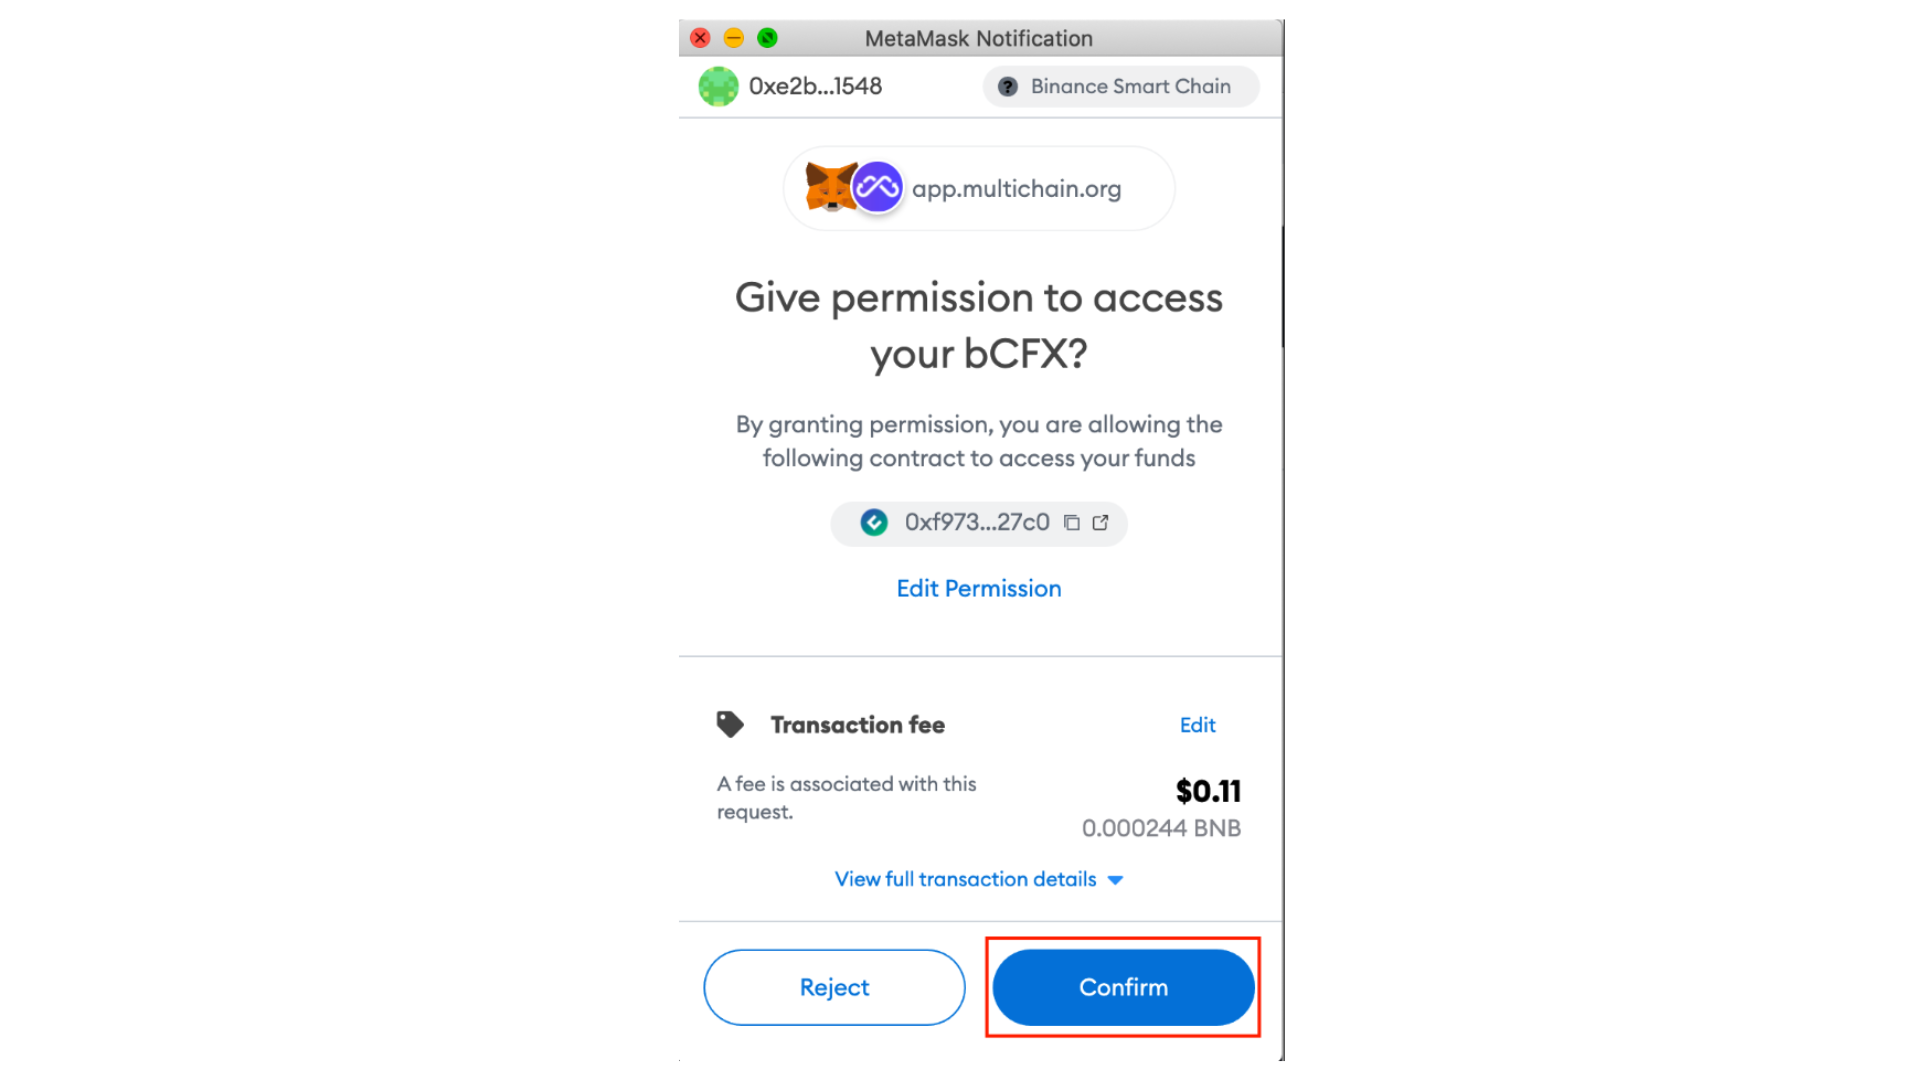 MetaMask Notification
0xe2b...1548
? Binance Smart Chain
app.multichain.org
Give permission to access
your bCFX?
By granting permission, you are allowing the
following contract to access your funds
0xf973...27c0
Edit Permission
Transaction fee
Edit
A fee is associated with this
request.
$0.11
0.000244 BNB
View full transaction details
Reject
Confirm